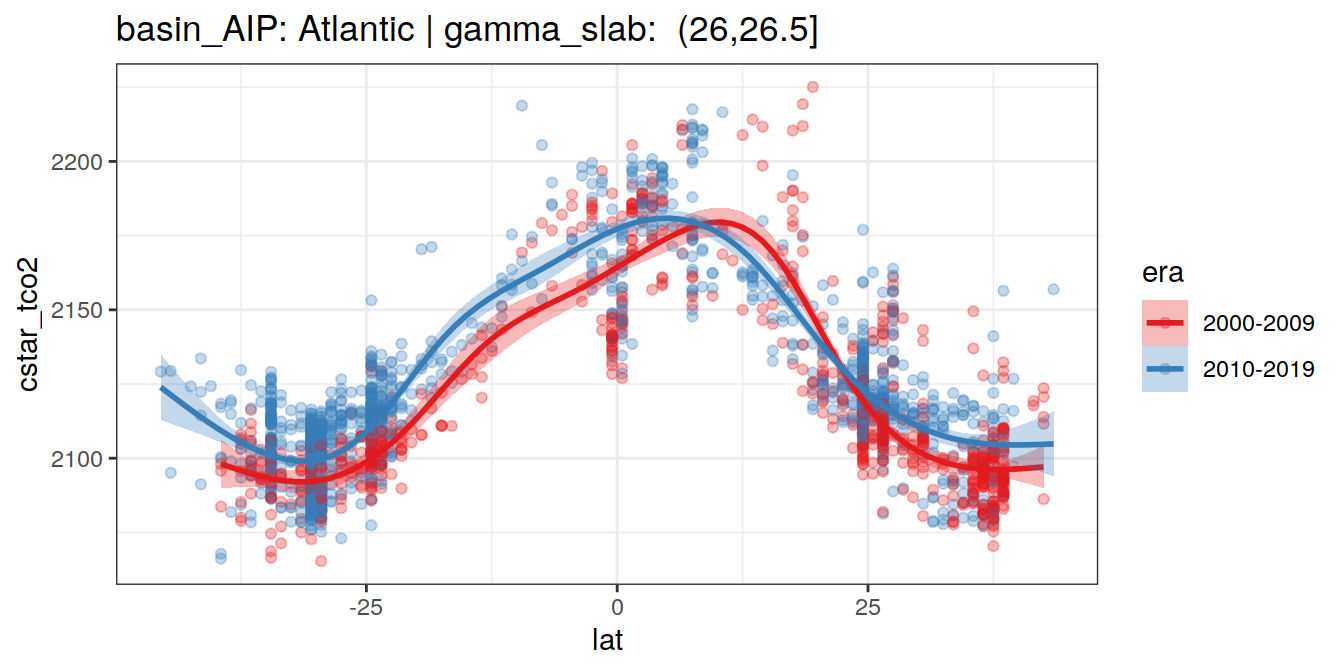 basin_AIP: Atlantic | gamma_slab:  (26,26.5]
cstar_tco2
2200
2150
2100
-25
0
25
lat
era
2000-2009
2010-2019